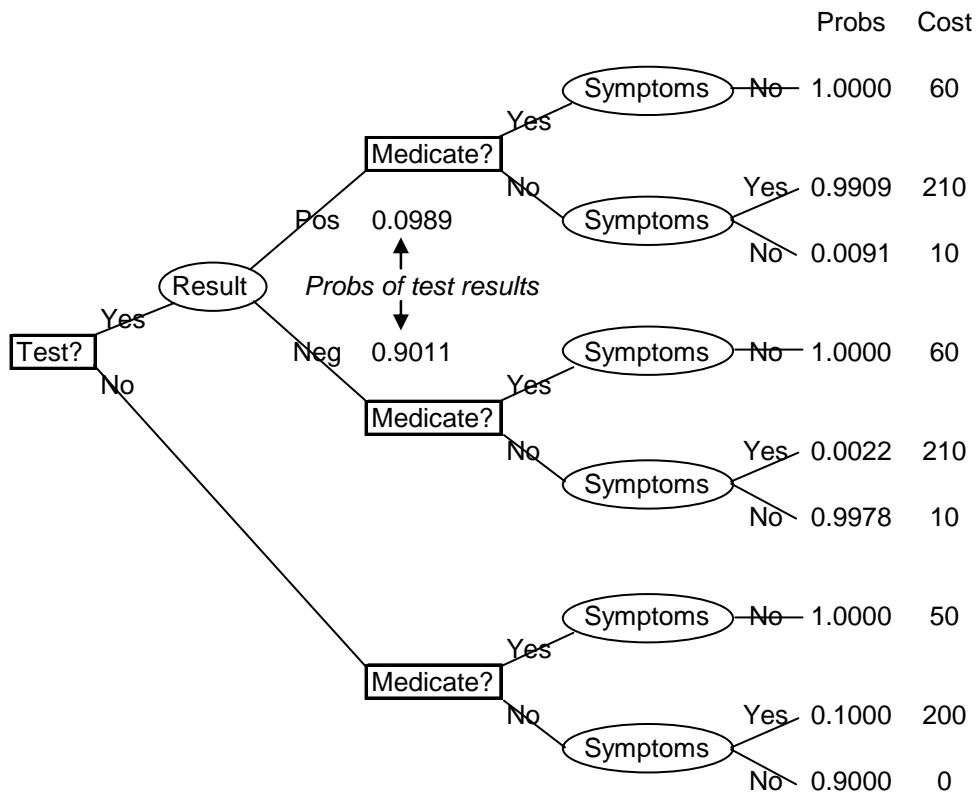 Probs Cost
Symptoms No 1.0000 60
Yes
Medicate?
No Yes 0.9909 210
Pos 0.0989 Symptoms
No 0.0091 10
Result Probs of test results
Yes
Test? Neg 0.9011 Symptoms No 1.0000 60
No Yes
Medicate?
No Yes 0.0022 210
Symptoms
No 0.9978 10
Symptoms No 1.0000 50
Yes
Medicate?
No Yes 0.1000 200
Symptoms
No 0.9000 0